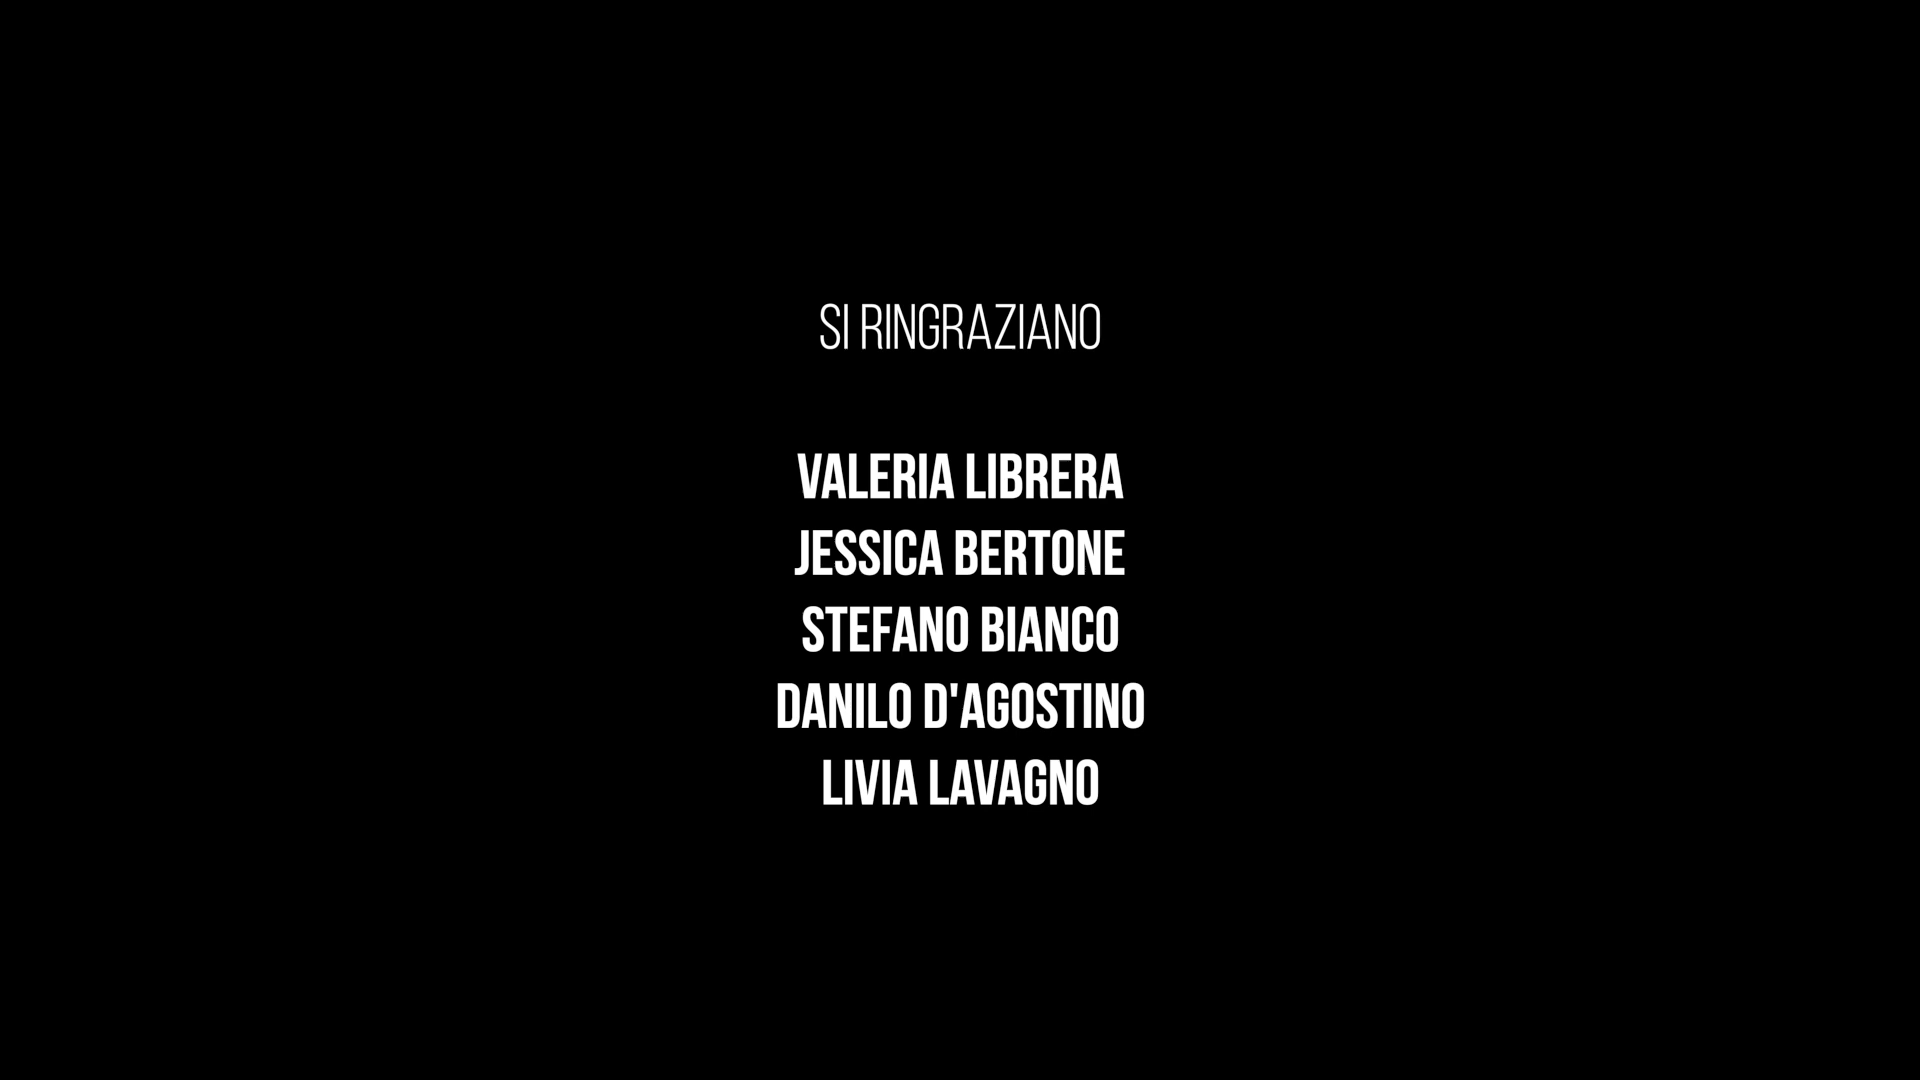 SI RINGRAZIANO
VALERIA LIBRERA
JESSICA BERTONE
STEFANO BIANCO
DANILO D'AGOSTINO
LIVIA LAVAGNO